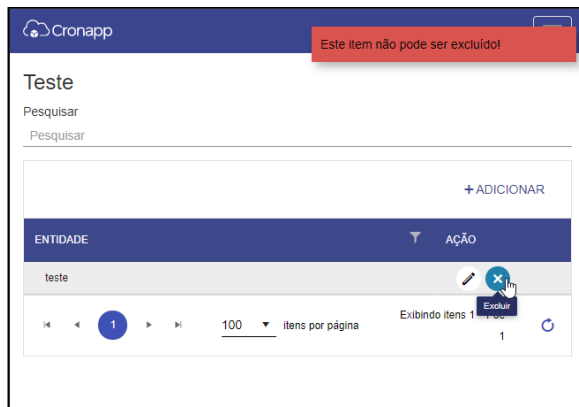 Cronapp
Este item não pode ser excluído!
Teste
Pesquisar
Pesquisar
+ADICIONAR
ENTIDADE AÇÃO
teste
Excluir
1 100 itens por página Exibindo itens 1 de
1